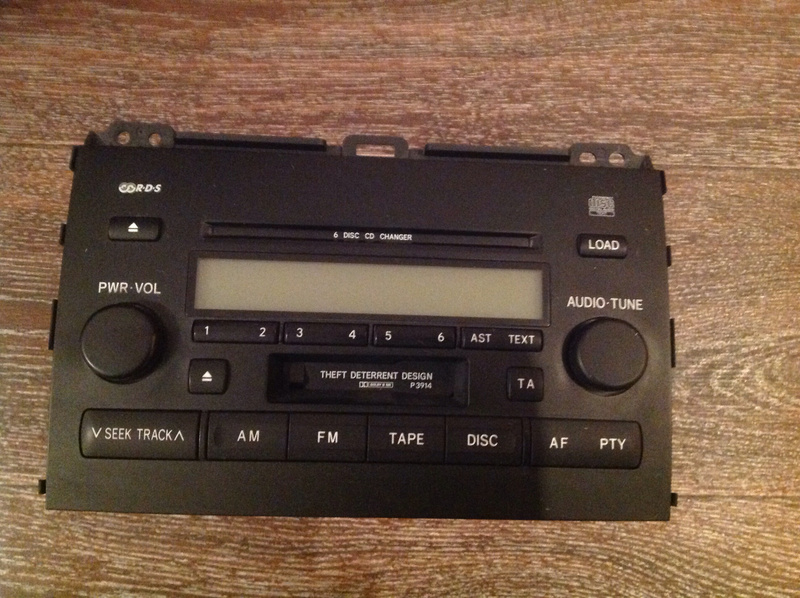 R·D·S
6 DISC CD CHANGER
LOAD
PWR·VOL
AUDIO·TUNE
1 2 3 4 5 6 AST TEXT
THEFT DETERRENT DESIGN
P3914
TA
∨ SEEK TRACK ∧
AM FM TAPE DISC AF PTY